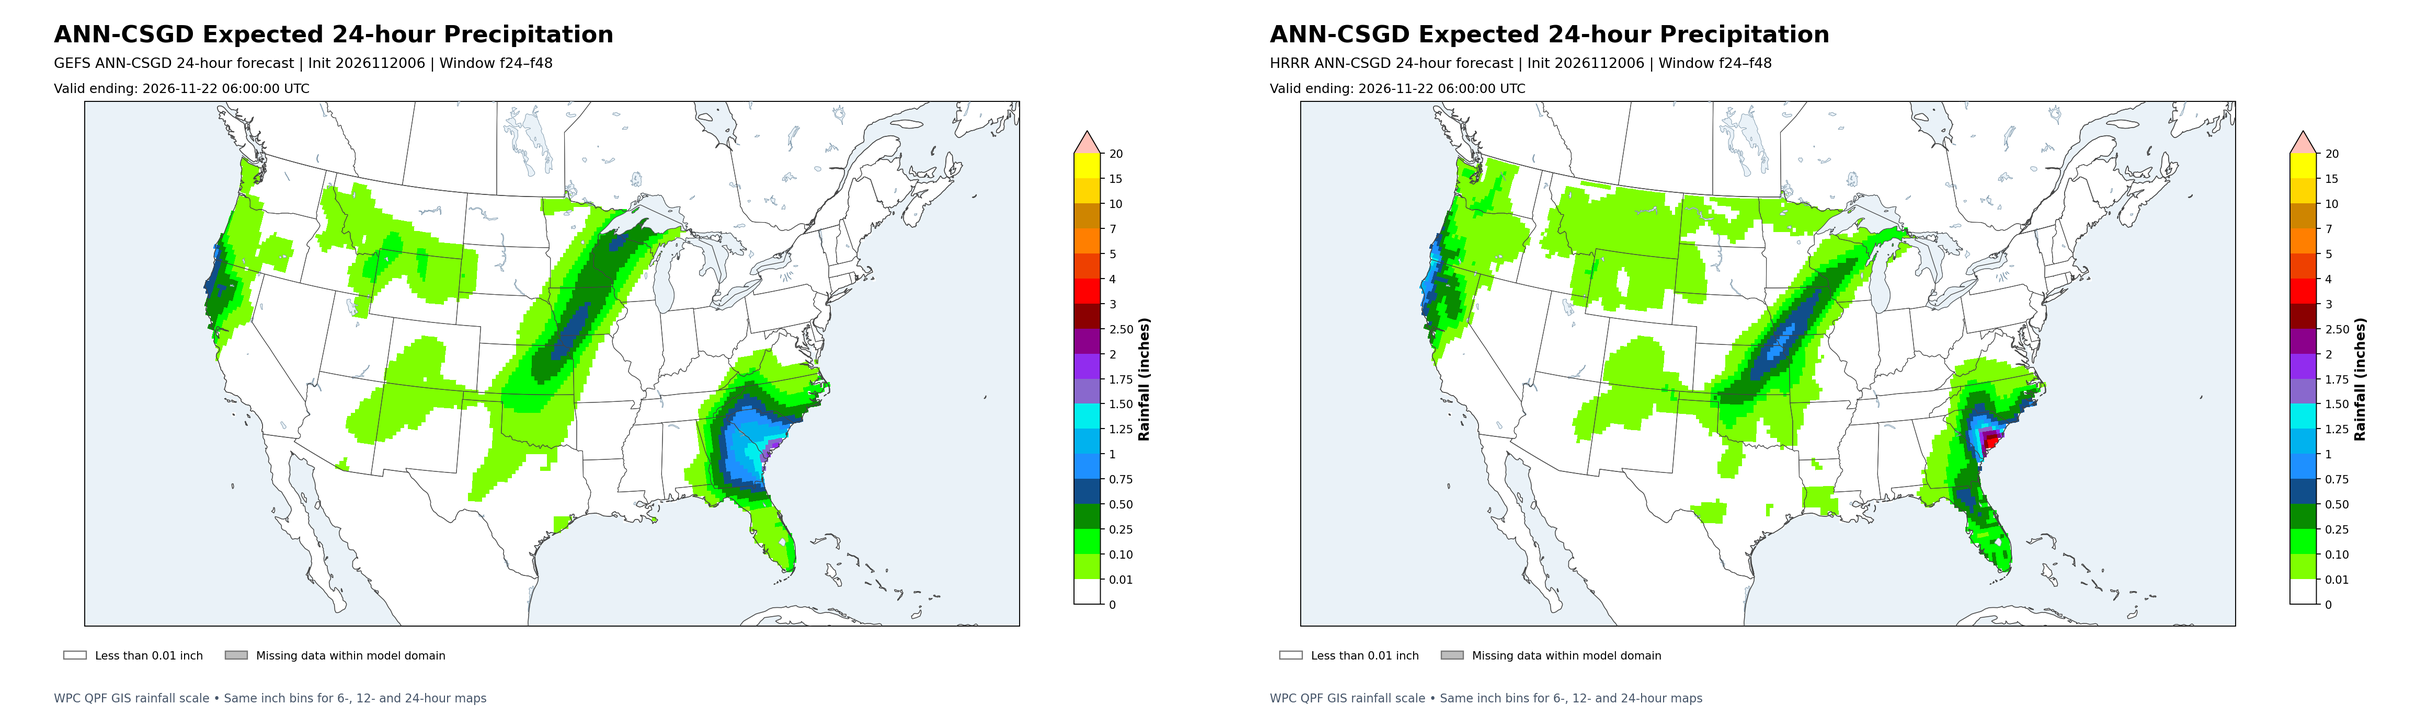 ANN-CSGD Expected 24-hour Precipitation
GEFS ANN-CSGD 24-hour forecast | Init 2026112006 | Window f24–f48
Valid ending: 2026-11-22 06:00:00 UTC
20
15
10
7
5
4
3
2.50
2
1.75
1.50
1.25
1
0.75
0.50
0.25
0.10
0.01
0
Rainfall (inches)
Less than 0.01 inch
Missing data within model domain
WPC QPF GIS rainfall scale • Same inch bins for 6-, 12- and 24-hour maps
ANN-CSGD Expected 24-hour Precipitation
HRRR ANN-CSGD 24-hour forecast | Init 2026112006 | Window f24–f48
Valid ending: 2026-11-22 06:00:00 UTC
20
15
10
7
5
4
3
2.50
2
1.75
1.50
1.25
1
0.75
0.50
0.25
0.10
0.01
0
Rainfall (inches)
Less than 0.01 inch
Missing data within model domain
WPC QPF GIS rainfall scale • Same inch bins for 6-, 12- and 24-hour maps